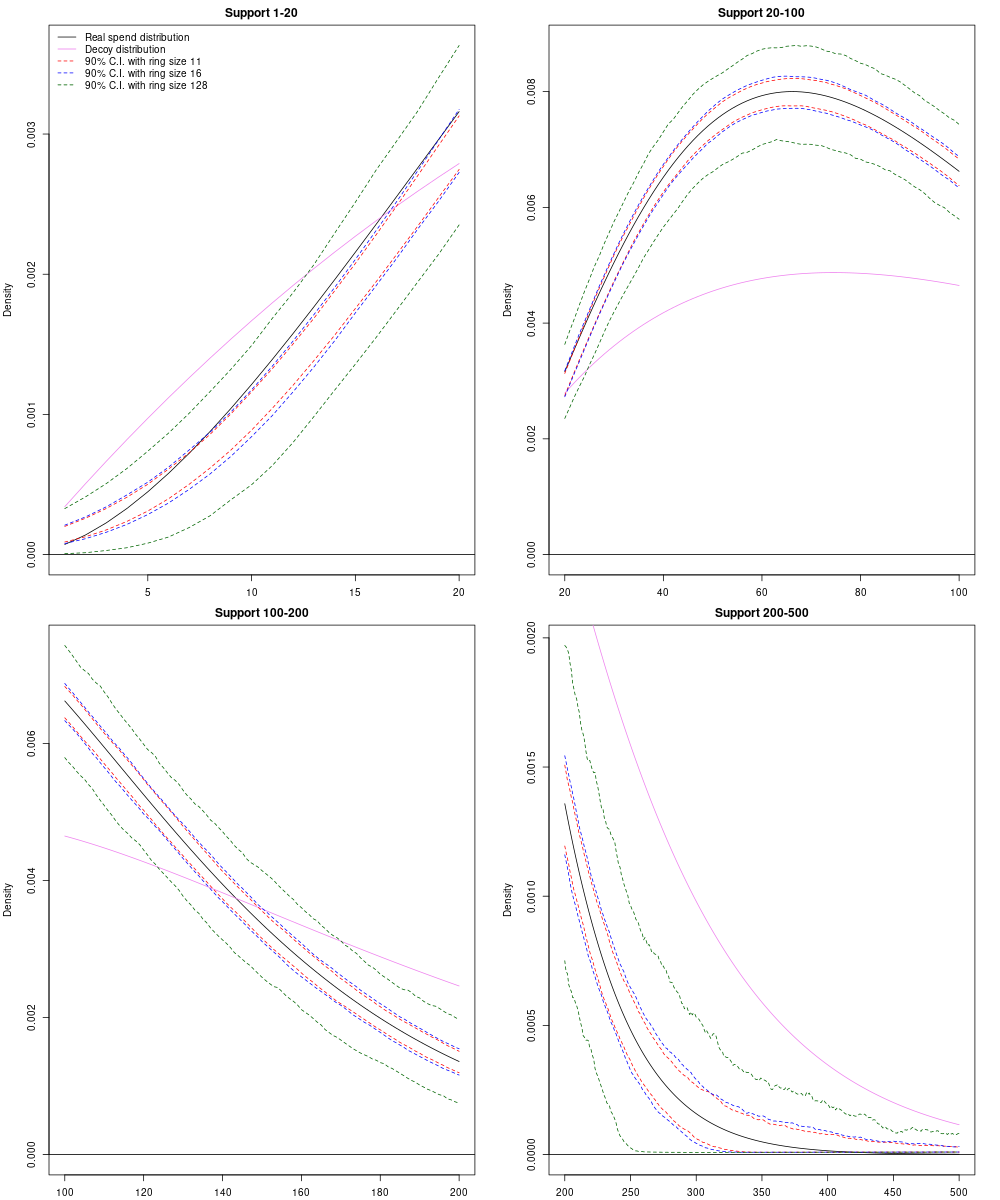 Support 1-20
Real spend distribution
Decoy distribution
90% C.I. with ring size 11
90% C.I. with ring size 16
90% C.I. with ring size 128
Density
0.003
0.002
0.001
0.000
5 10 15 20
Support 20-100
Density
0.008
0.006
0.004
0.002
0.000
20 40 60 80 100
Support 100-200
Density
0.006
0.004
0.002
0.000
100 120 140 160 180 200
Support 200-500
Density
0.0020
0.0015
0.0010
0.0005
0.0000
200 250 300 350 400 450 500